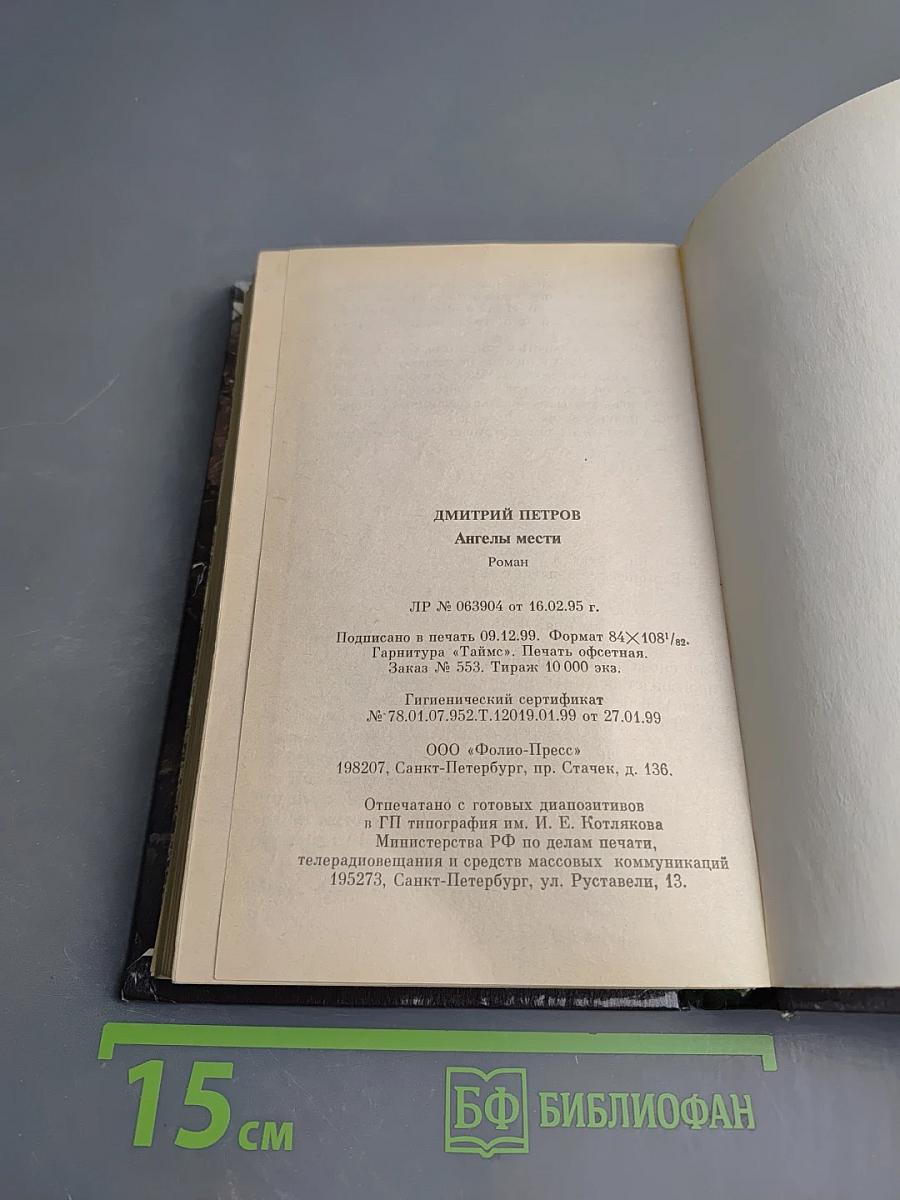 ДМИТРИЙ ПЕТРОВ
Ангелы мести
Роман
ЛР № 063904 от 16.02.95 г.
Подписано в печать 09.12.99. Формат 84×108¹/₈₂.
Гарнитура «Таймс». Печать офсетная.
Заказ № 553. Тираж 10 000 экз.
Гигиенический сертификат
№ 78.01.07.952.Т.12019.01.99 от 27.01.99
ООО «Фолио-Пресс»
198207, Санкт-Петербург, пр. Стачек, д. 136.
Отпечатано с готовых диапозитивов
в ГП типография им. И. Е. Котлякова
Министерства РФ по делам печати,
телерадиовещания и средств массовых коммуникаций
195273, Санкт-Петербург, ул. Руставели, 13.
15 см
БФ БИБЛИОФАН